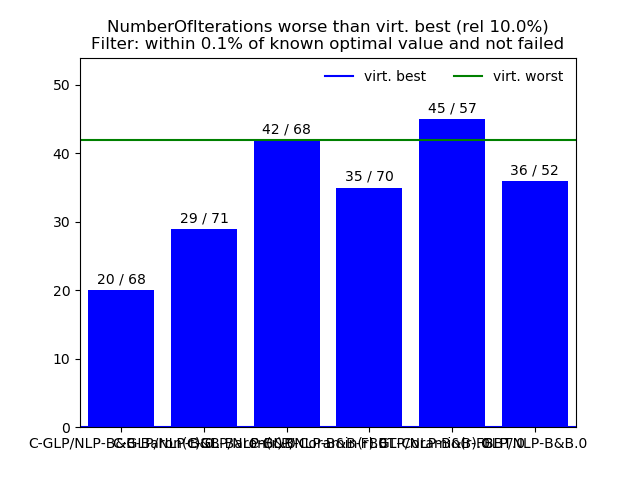 NumberOfIterations worse than virt. best (rel 10.0%)
Filter: within 0.1% of known optimal value and not failed
virt. best
virt. worst
50
40
30
20
10
0
20 / 68
29 / 71
42 / 68
35 / 70
45 / 57
36 / 52
C-GLP/NLP-B&B